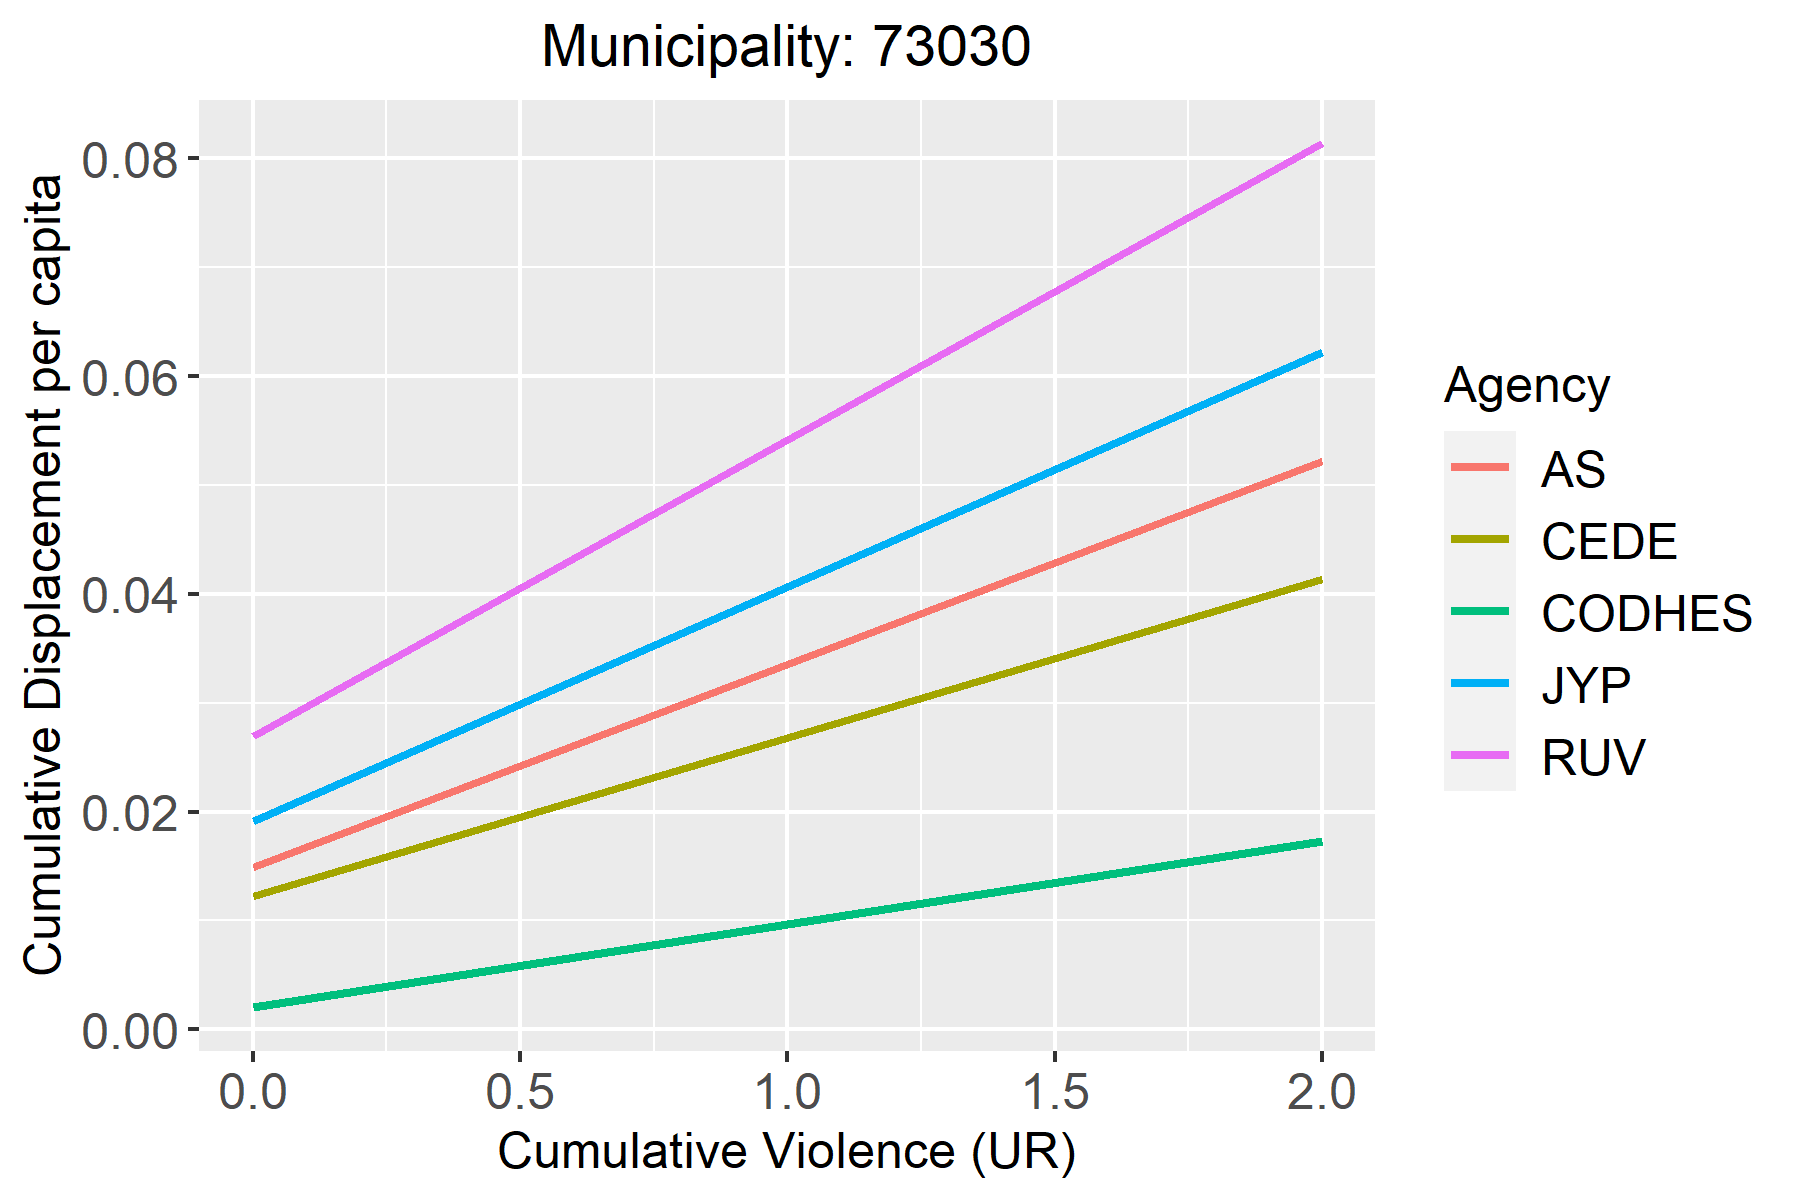 Municipality: 73030
Cumulative Displacement per capita
0.08
0.06
0.04
0.02
0.00
0.0 0.5 1.0 1.5 2.0
Cumulative Violence (UR)
Agency
AS
CEDE
CODHES
JYP
RUV